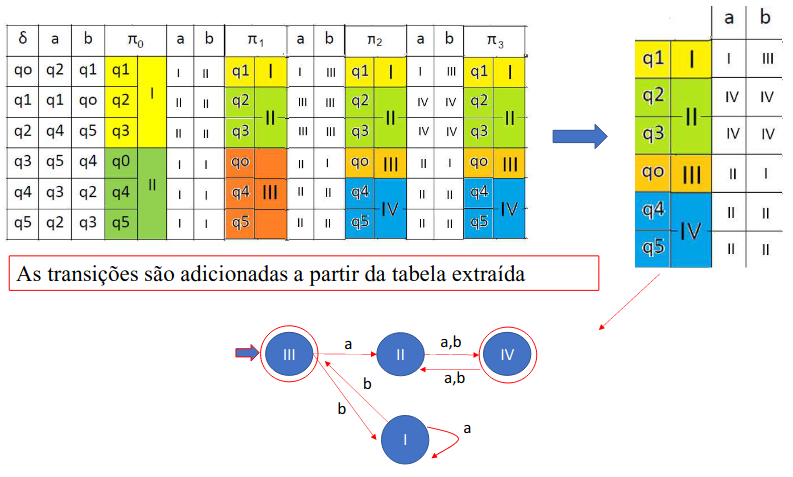 a b
δ a b π0 a b π1 a b π2 a b π3
qo q2 q1 q1 I I II q1 I I III q1 I I III q1 I
q1 q1 qo q2 II II q2 II III III q2 II IV IV q2 II
q2 q4 q5 q3 II II q3 III III q3 IV IV q3
q3 q5 q4 q0 II I I qo III II I qo III II I qo III
q4 q3 q2 q4 I I q4 II II q4 IV II II q4 IV
q5 q2 q3 q5 I I q5 II II q5 II II q5
q1 I I III
q2 II IV IV
q3 IV IV
qo III II I
q4 IV II II
q5 II II
As transições são adicionadas a partir da tabela extraída
III a II a,b IV
a,b
b
b
I a